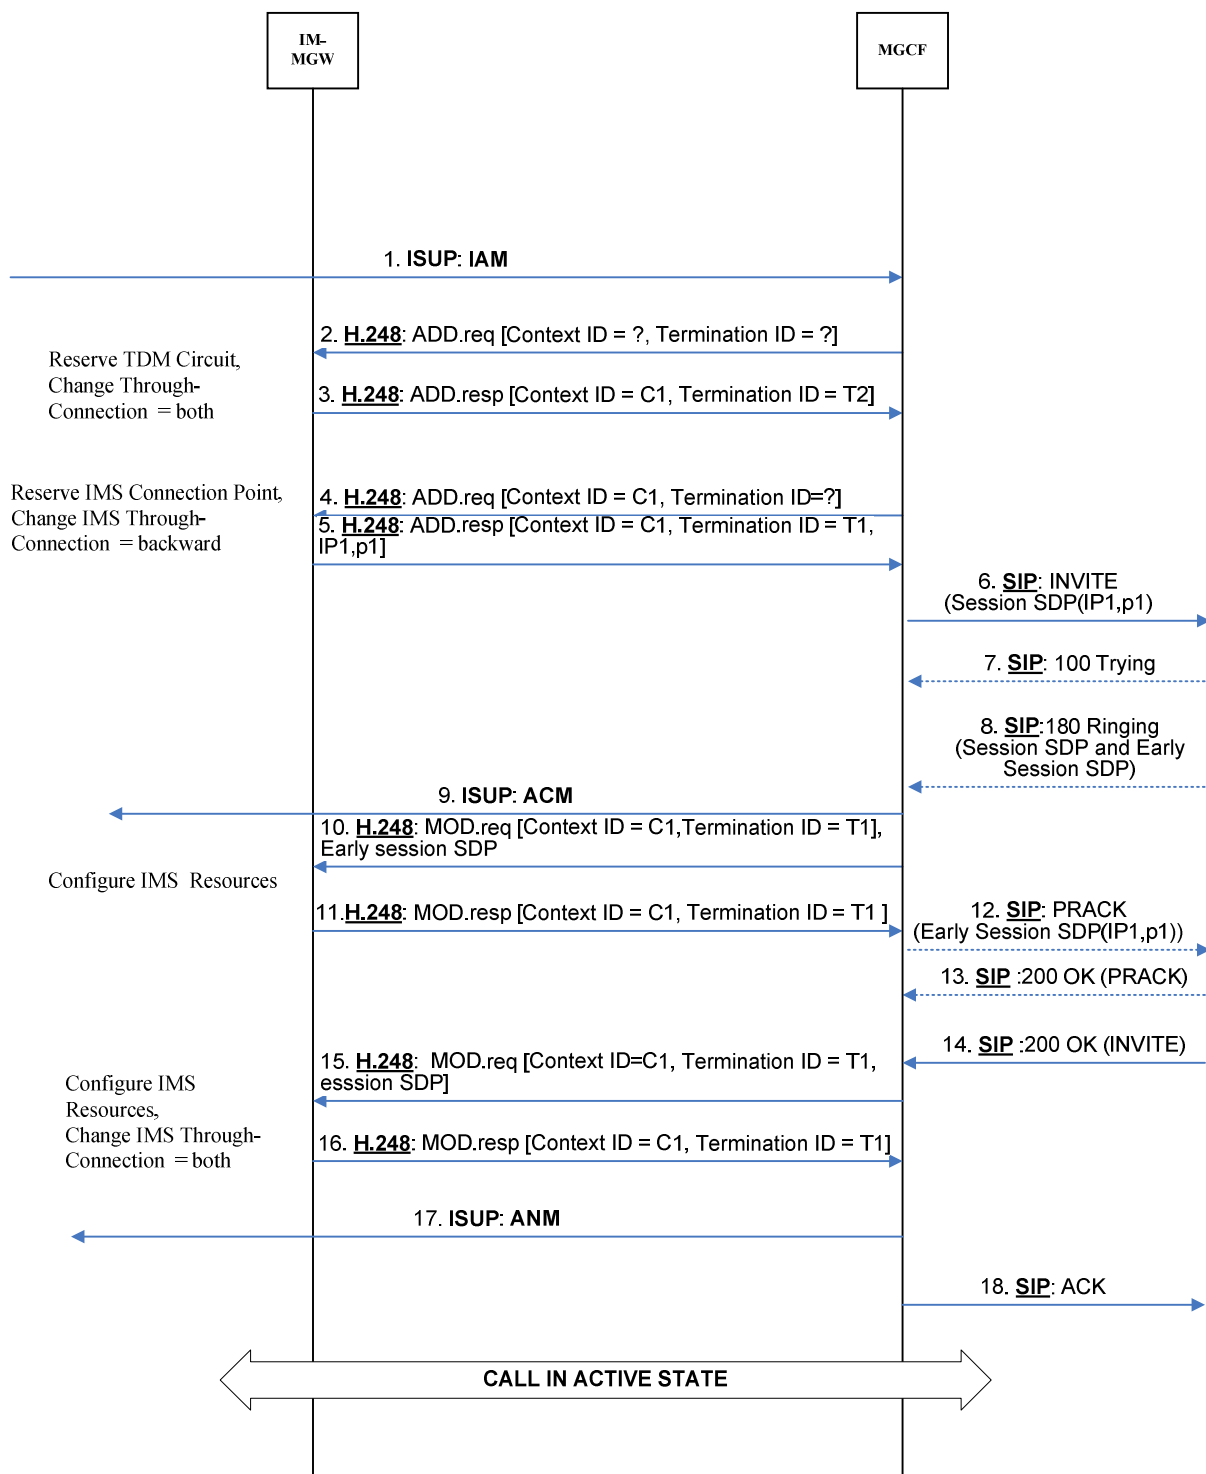 IM-
MGW
MGCF
1. ISUP: IAM
2. H.248: ADD.req [Context ID = ?, Termination ID = ?]
Reserve TDM Circuit,
Change Through-
Connection = both
3. H.248: ADD.resp [Context ID = C1, Termination ID = T2]
Reserve IMS Connection Point,
Change IMS Through-
Connection = backward
4. H.248: ADD.req [Context ID = C1, Termination ID=?]
5. H.248: ADD.resp [Context ID = C1, Termination ID = T1,
IP1,p1]
6. SIP: INVITE
(Session SDP(IP1,p1)
7. SIP: 100 Trying
8. SIP:180 Ringing
(Session SDP and Early
Session SDP)
9. ISUP: ACM
10. H.248: MOD.req [Context ID = C1,Termination ID = T1],
Early session SDP
Configure IMS Resources
11.H.248: MOD.resp [Context ID = C1, Termination ID = T1 ]
12. SIP: PRACK
(Early Session SDP(IP1,p1))
13. SIP :200 OK (PRACK)
14. SIP :200 OK (INVITE)
15. H.248: MOD.req [Context ID=C1, Termination ID = T1,
esssion SDP]
Configure IMS
Resources,
Change IMS Through-
Connection = both
16. H.248: MOD.resp [Context ID = C1, Termination ID = T1]
17. ISUP: ANM
18. SIP: ACK
CALL IN ACTIVE STATE